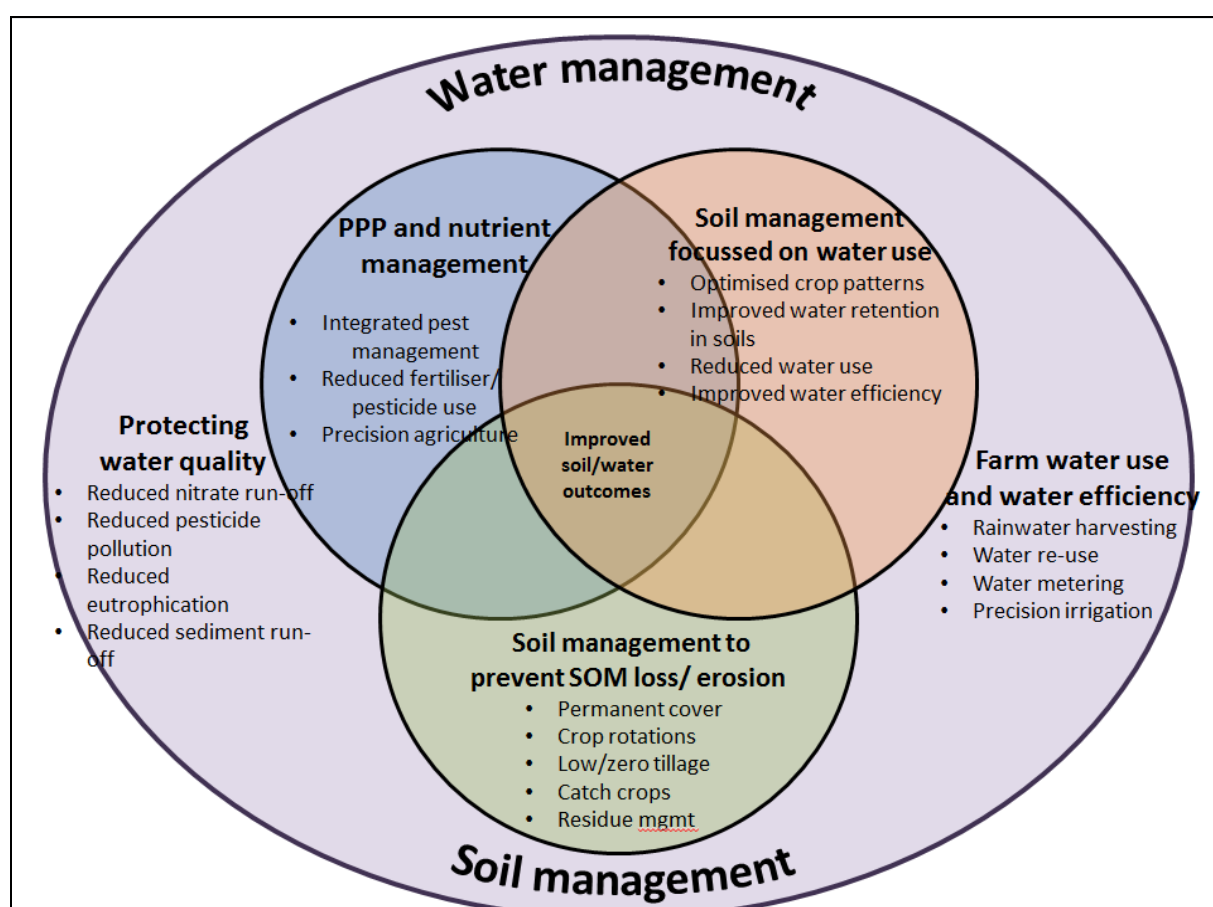 Water management
PPP and nutrient
management
• Integrated pest
management
• Reduced fertiliser/
pesticide use
• Precision agriculture
Soil management
focussed on water use
• Optimised crop patterns
• Improved water retention
in soils
• Reduced water use
• Improved water efficiency
Protecting
water quality
• Reduced nitrate run-off
• Reduced pesticide
pollution
• Reduced
eutrophication
• Reduced sediment run-
off
Improved
soil/water
outcomes
Farm water use
and water efficiency
• Rainwater harvesting
• Water re-use
• Water metering
• Precision irrigation
Soil management to
prevent SOM loss/ erosion
• Permanent cover
• Crop rotations
• Low/zero tillage
• Catch crops
• Residue mgmt
Soil management